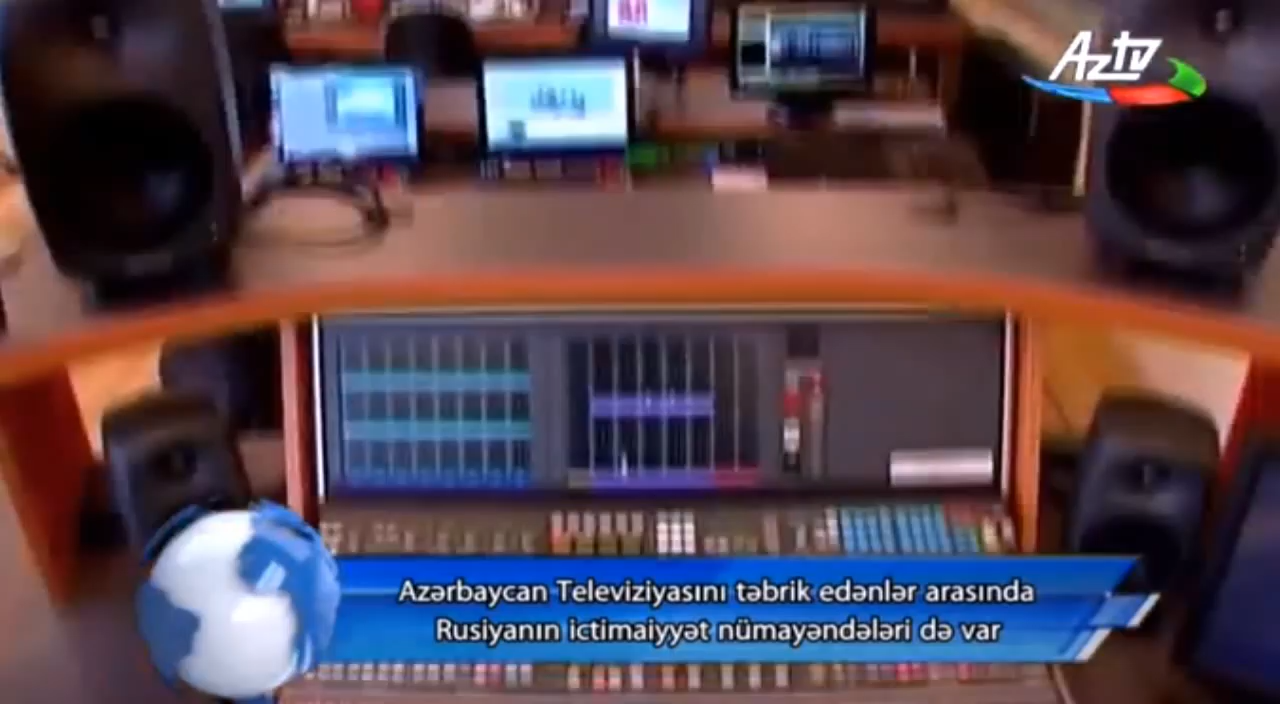 AzTV
Azərbaycan Televiziyasını təbrik edənlər arasında
Rusiyanın ictimaiyyət nümayəndələri də var